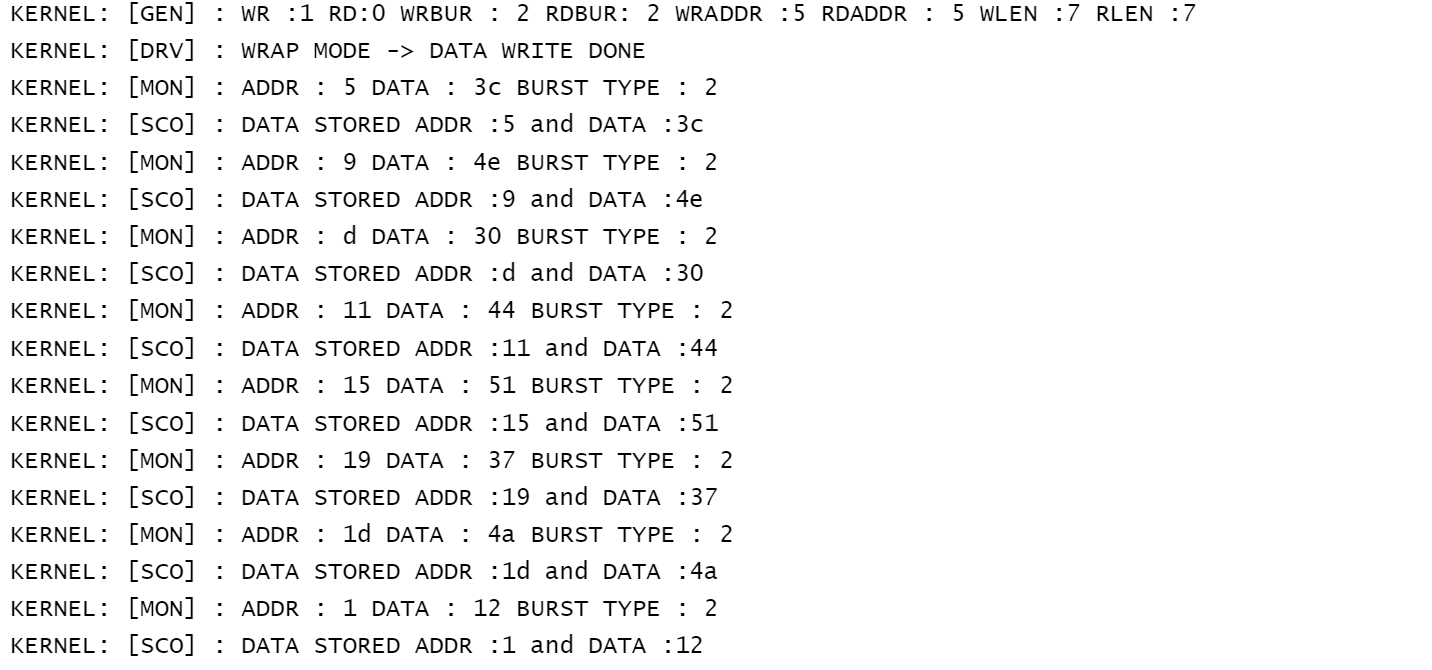 KERNEL: [GEN] : WR :1 RD:0 WRBUR : 2 RDBUR: 2 WRADDR :5 RDADDR : 5 WLEN :7 RLEN :7
KERNEL: [DRV] : WRAP MODE -> DATA WRITE DONE
KERNEL: [MON] : ADDR : 5 DATA : 3c BURST TYPE : 2
KERNEL: [SCO] : DATA STORED ADDR :5 and DATA :3c
KERNEL: [MON] : ADDR : 9 DATA : 4e BURST TYPE : 2
KERNEL: [SCO] : DATA STORED ADDR :9 and DATA :4e
KERNEL: [MON] : ADDR : d DATA : 30 BURST TYPE : 2
KERNEL: [SCO] : DATA STORED ADDR :d and DATA :30
KERNEL: [MON] : ADDR : 11 DATA : 44 BURST TYPE : 2
KERNEL: [SCO] : DATA STORED ADDR :11 and DATA :44
KERNEL: [MON] : ADDR : 15 DATA : 51 BURST TYPE : 2
KERNEL: [SCO] : DATA STORED ADDR :15 and DATA :51
KERNEL: [MON] : ADDR : 19 DATA : 37 BURST TYPE : 2
KERNEL: [SCO] : DATA STORED ADDR :19 and DATA :37
KERNEL: [MON] : ADDR : 1d DATA : 4a BURST TYPE : 2
KERNEL: [SCO] : DATA STORED ADDR :1d and DATA :4a
KERNEL: [MON] : ADDR : 1 DATA : 12 BURST TYPE : 2
KERNEL: [SCO] : DATA STORED ADDR :1 and DATA :12